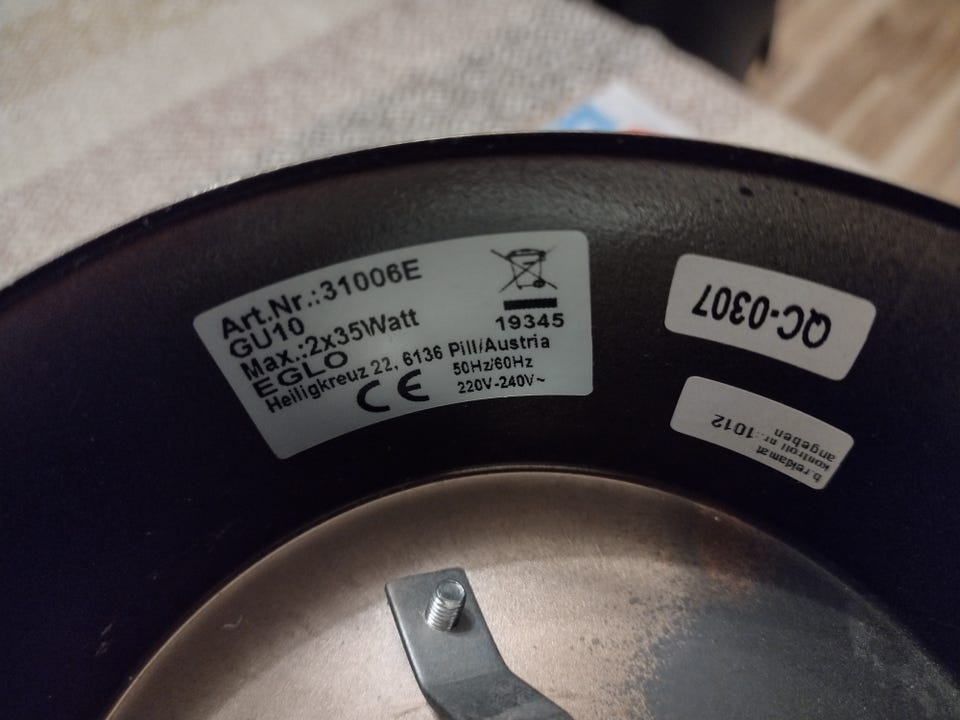 Art.Nr.:31006E
GU10
Max.:2x35Watt
EGLO
Heiligkreuz 22, 6136 Pill/Austria
CE
19345
50Hz/60Hz
220V-240V~
QC-0307
b.reklamat
kontroll nr.:1012
angeben